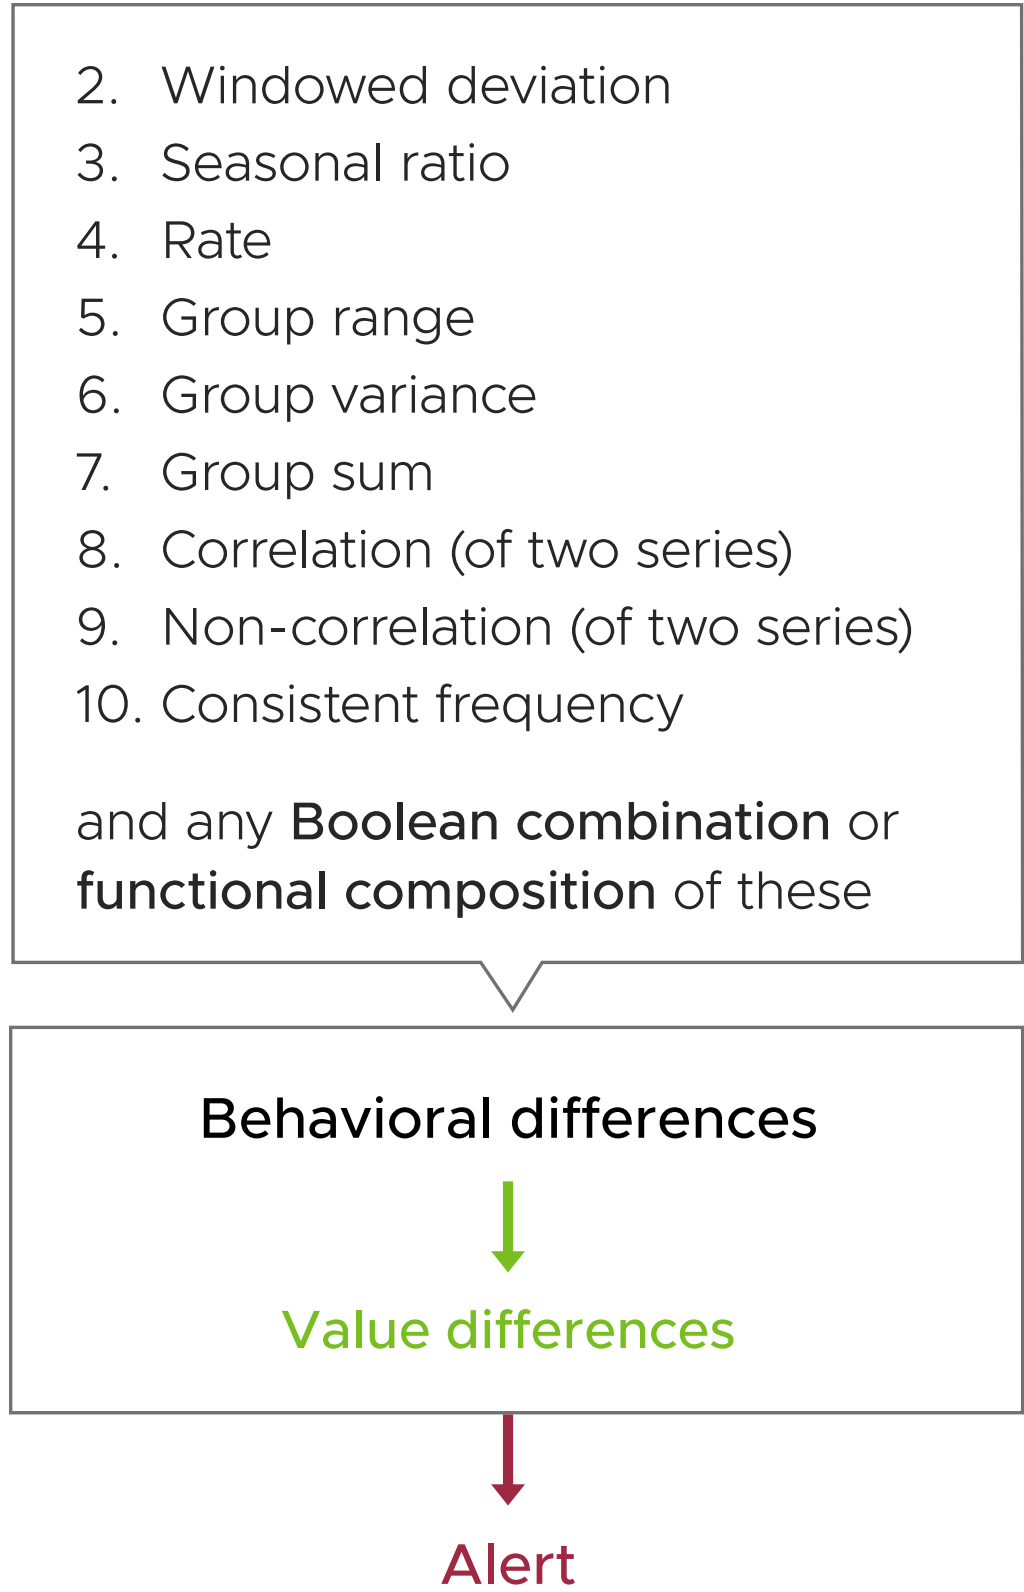 2. Windowed deviation
3. Seasonal ratio
4. Rate
5. Group range
6. Group variance
7. Group sum
8. Correlation (of two series)
9. Non-correlation (of two series)
10. Consistent frequency
and any Boolean combination or
functional composition of these
Behavioral differences
Value differences
Alert